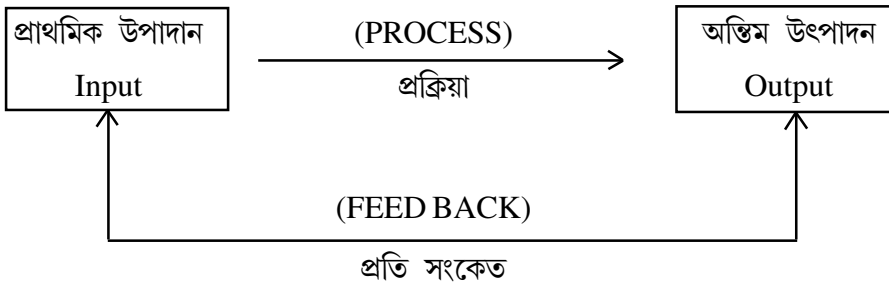 প্রাথমিক উপাদান
Input
(PROCESS)
প্রক্রিয়া
অন্তিম উৎপাদন
Output
(FEED BACK)
প্রতি সংকেত